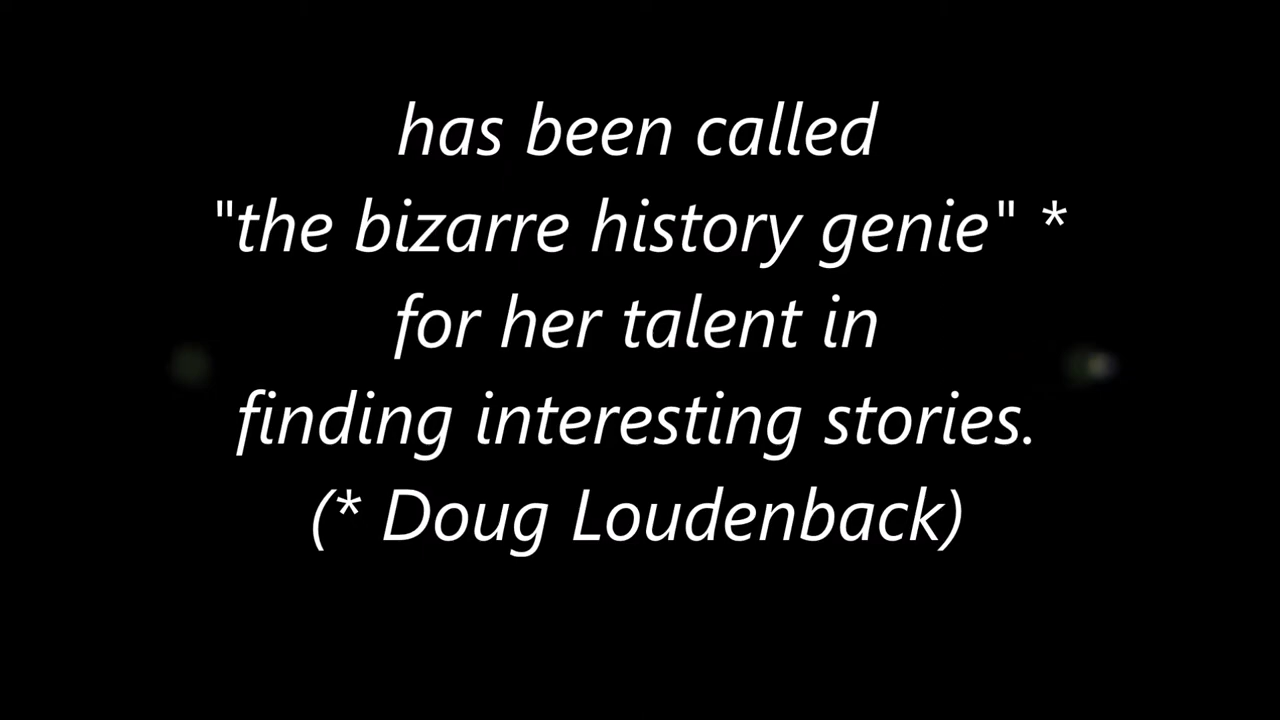 has been called
"the bizarre history genie" *
for her talent in
finding interesting stories.
(* Doug Loudenback)